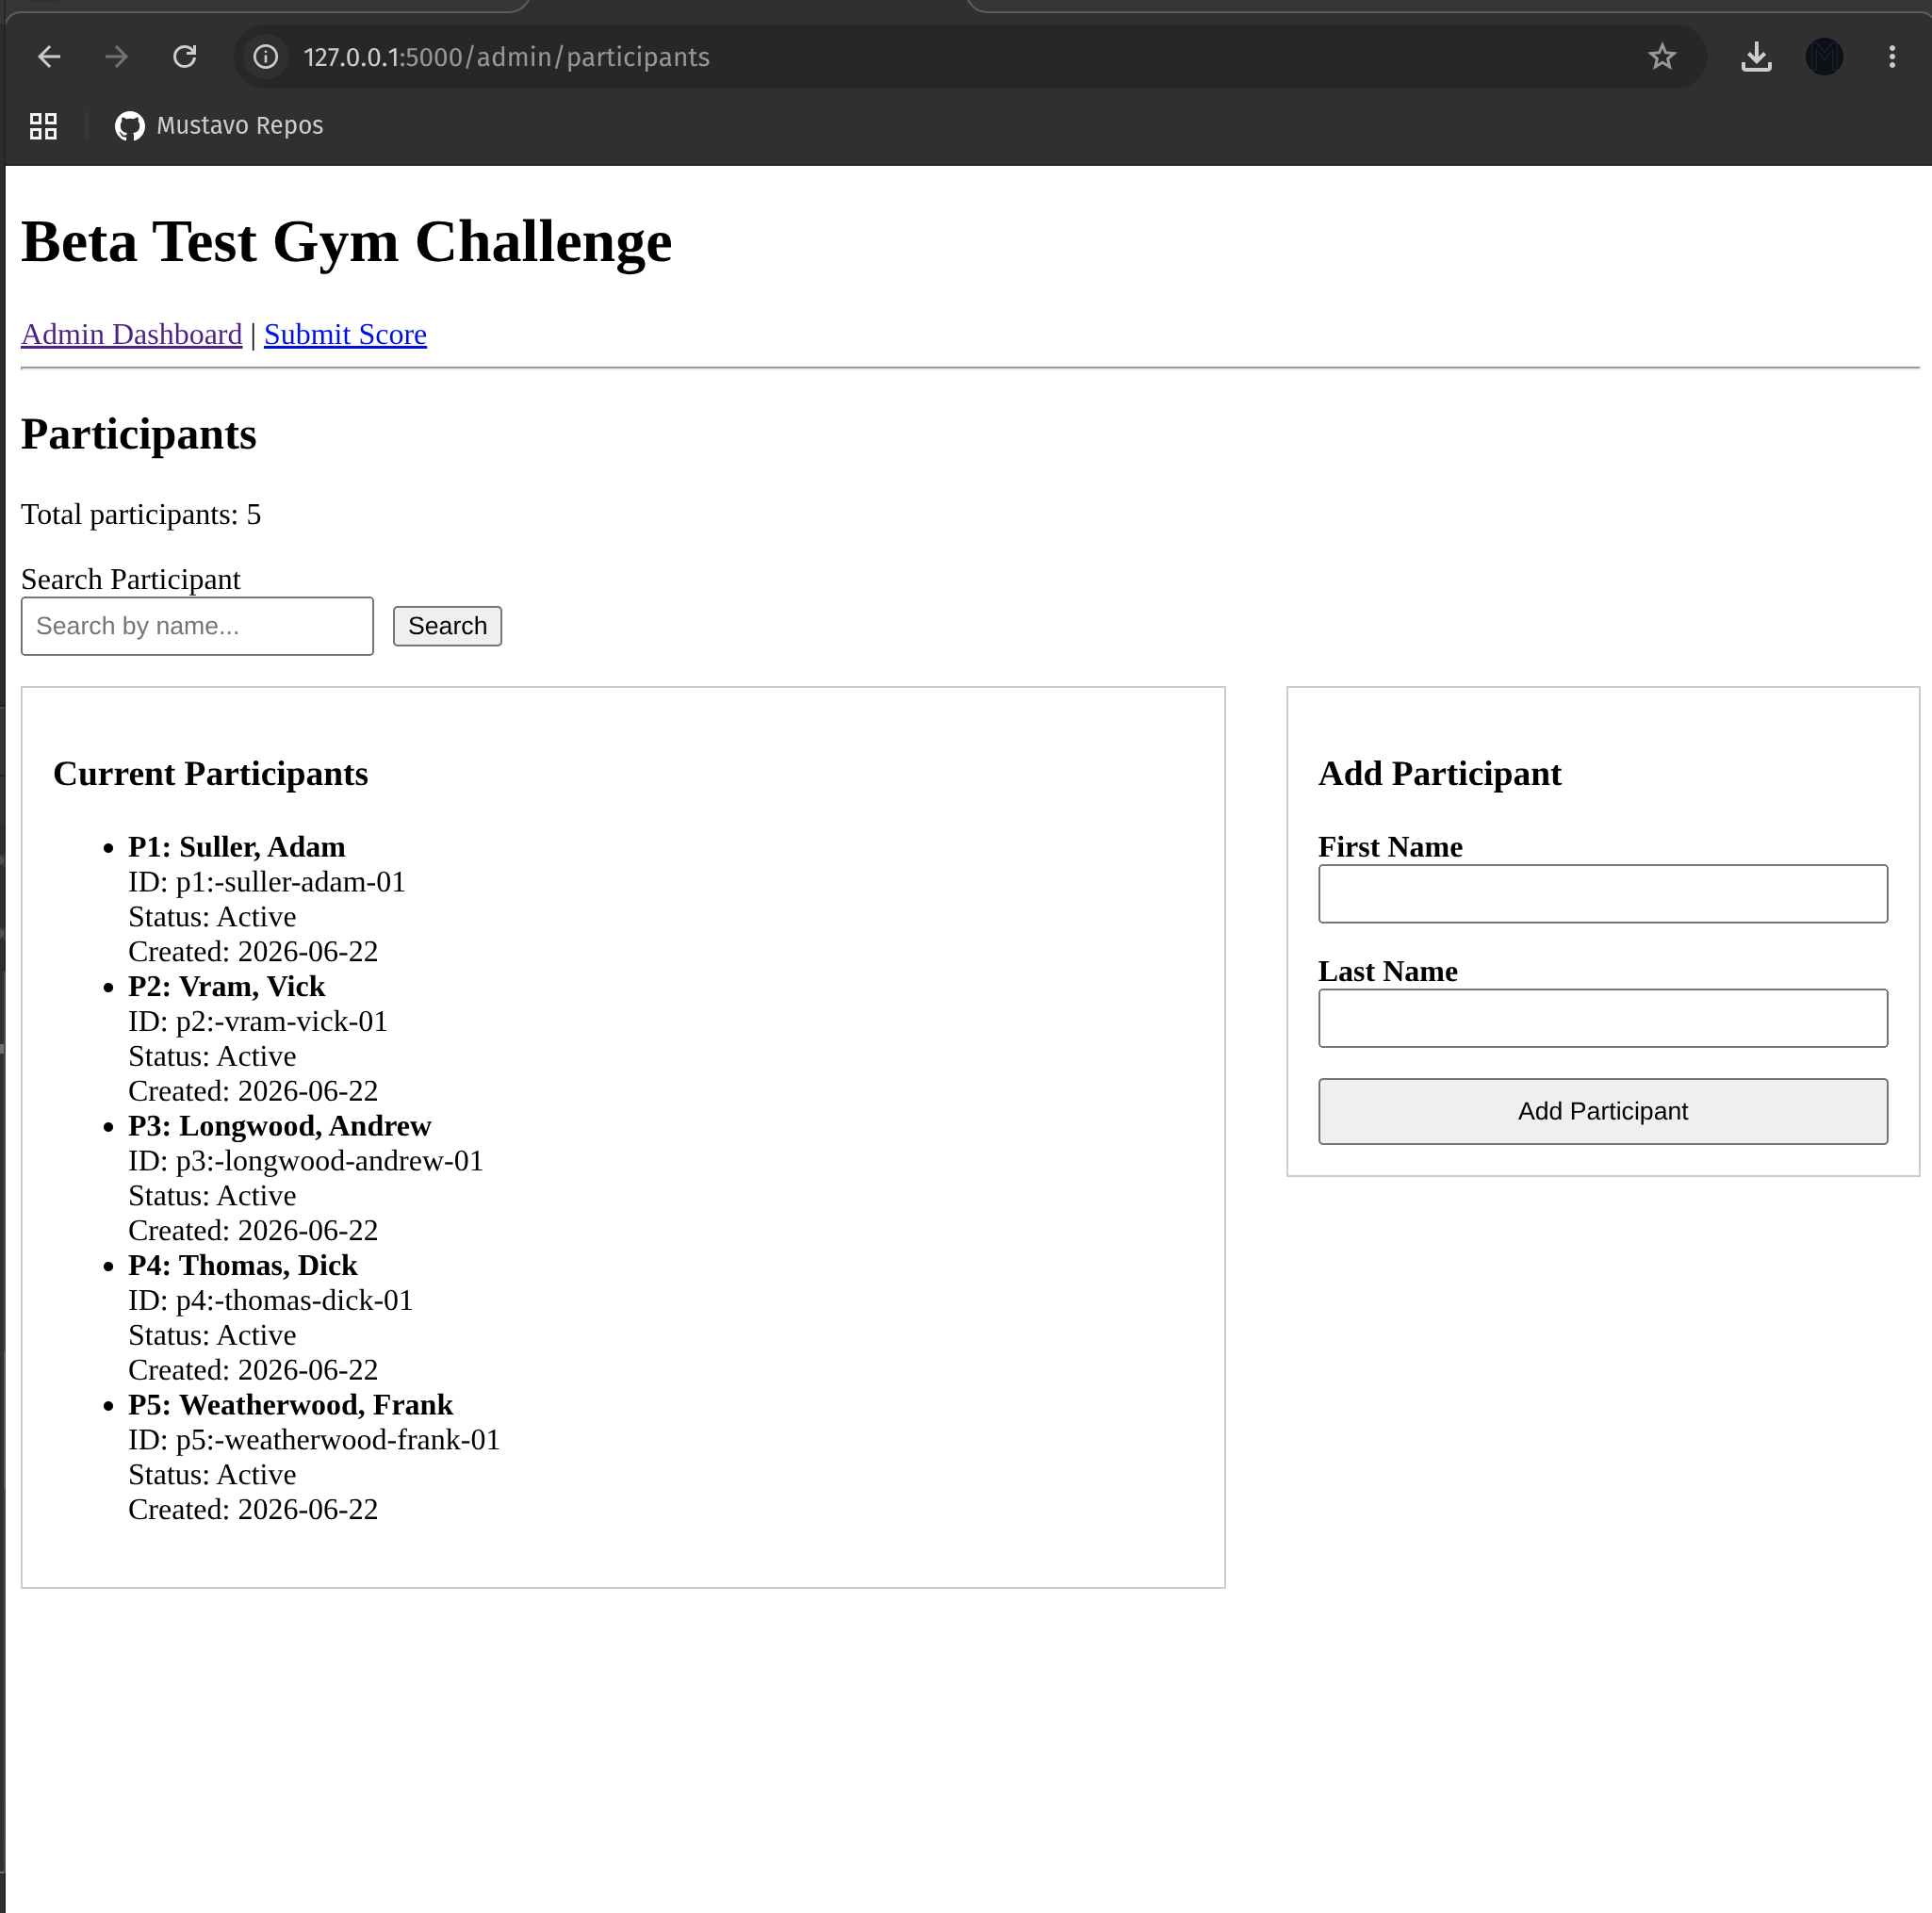 127.0.0.1:5000/admin/participants
Mustavo Repos
Beta Test Gym Challenge
Admin Dashboard | Submit Score
Participants
Total participants: 5
Search Participant
Search by name...
Search
Current Participants
P1: Suller, Adam
ID: p1:-suller-adam-01
Status: Active
Created: 2026-06-22
P2: Vram, Vick
ID: p2:-vram-vick-01
Status: Active
Created: 2026-06-22
P3: Longwood, Andrew
ID: p3:-longwood-andrew-01
Status: Active
Created: 2026-06-22
P4: Thomas, Dick
ID: p4:-thomas-dick-01
Status: Active
Created: 2026-06-22
P5: Weatherwood, Frank
ID: p5:-weatherwood-frank-01
Status: Active
Created: 2026-06-22
Add Participant
First Name
Last Name
Add Participant